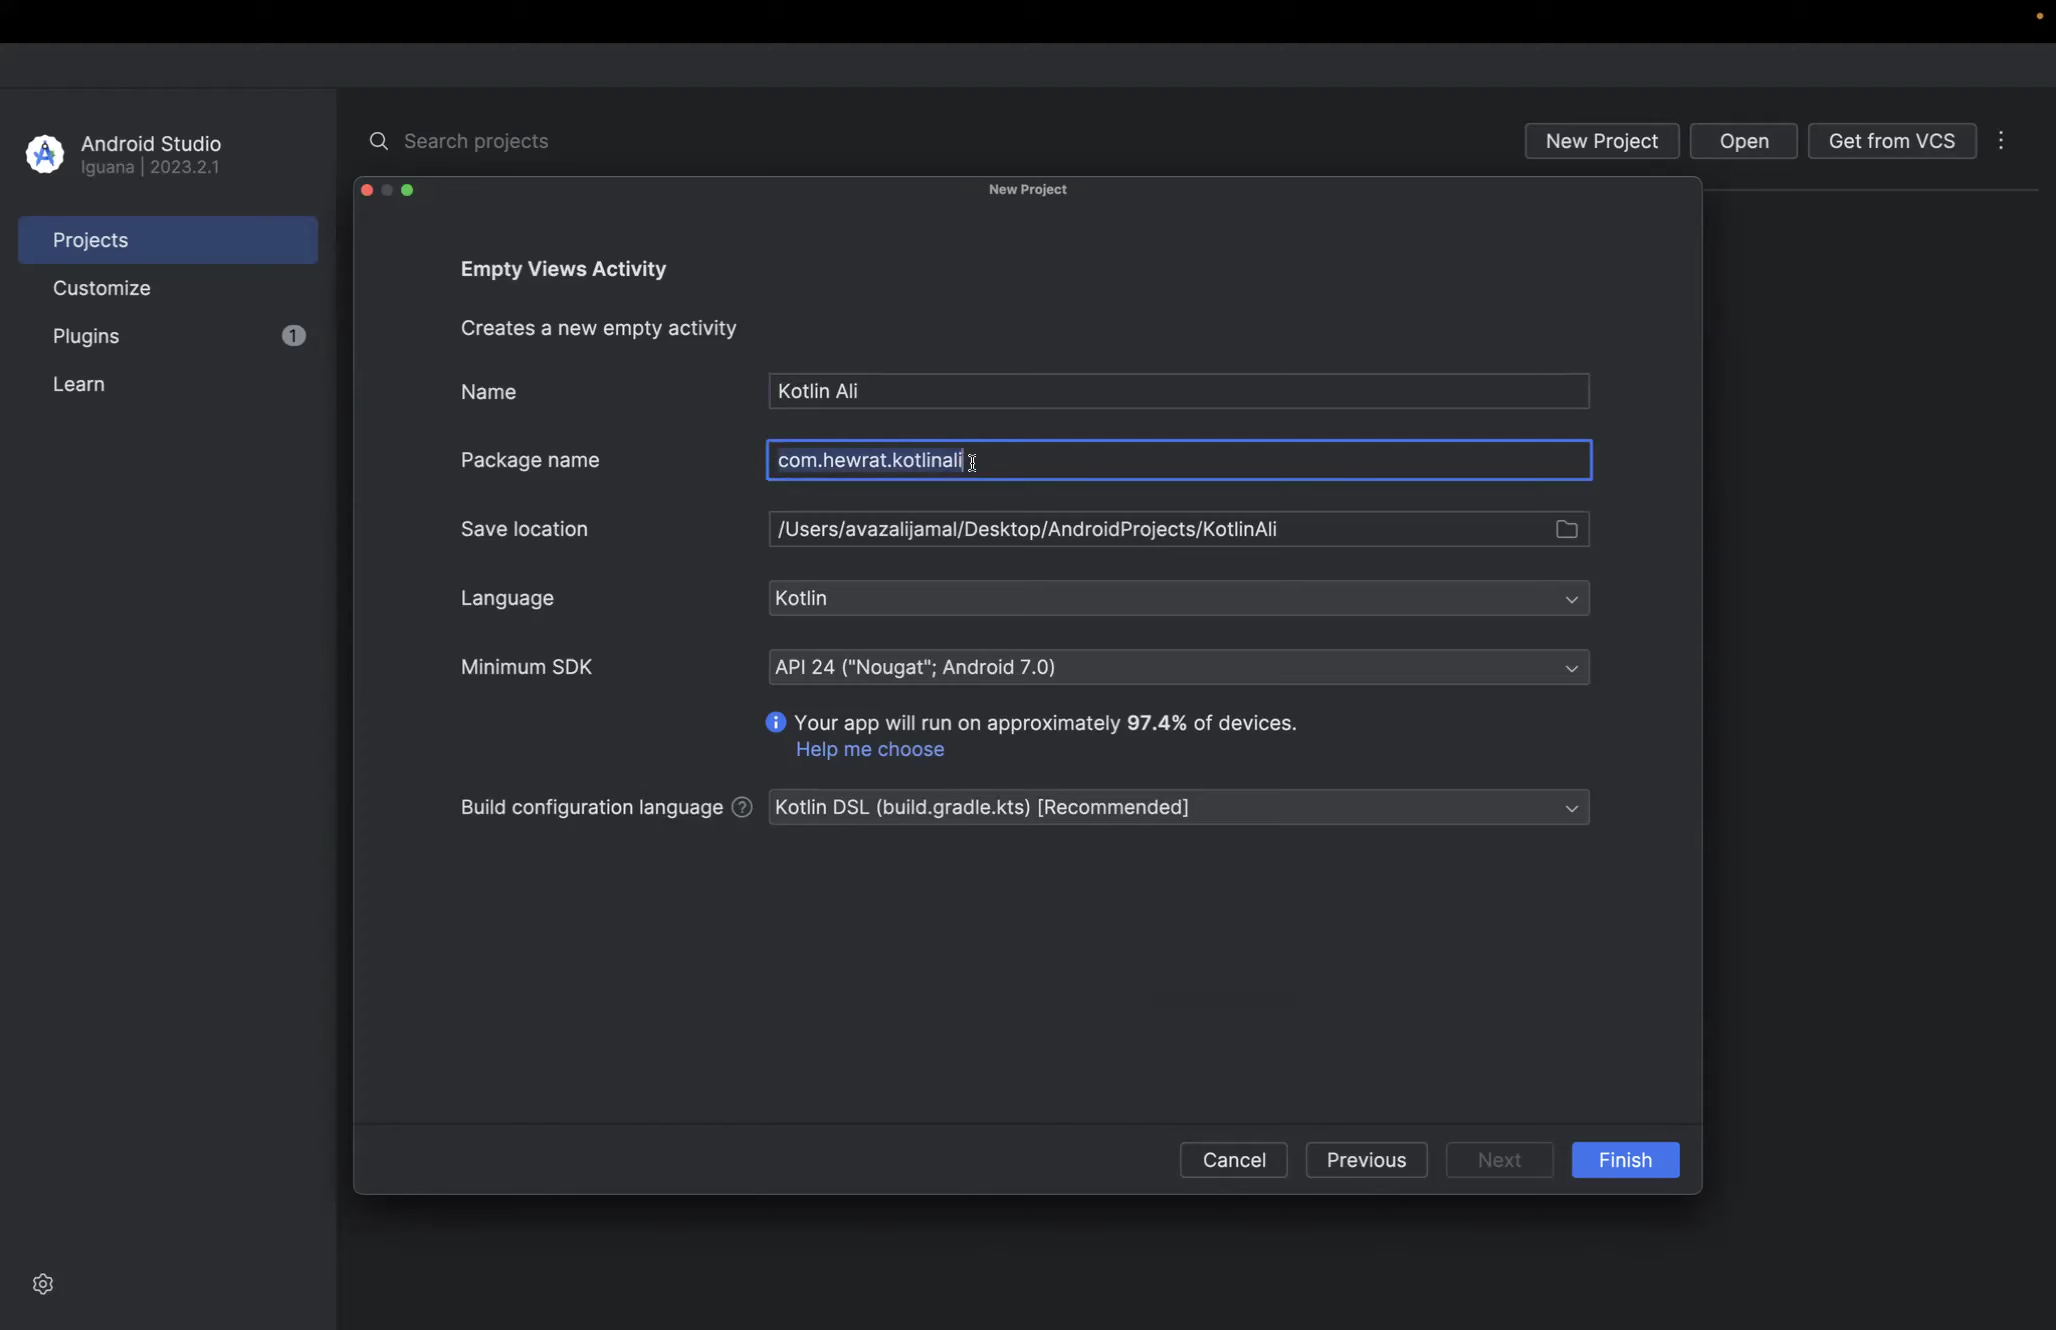 Android Studio
Iguana | 2023.2.1
Search projects
New Project
Open
Get from VCS
Projects
Customize
Plugins
1
Learn
New Project
Empty Views Activity
Creates a new empty activity
Name
Kotlin Ali
Package name
com.hewrat.kotlinali
Save location
/Users/avazalijamal/Desktop/AndroidProjects/KotlinAli
Language
Kotlin
Minimum SDK
API 24 ("Nougat"; Android 7.0)
Your app will run on approximately 97.4% of devices.
Help me choose
Build configuration language
Kotlin DSL (build.gradle.kts) [Recommended]
Cancel
Previous
Next
Finish